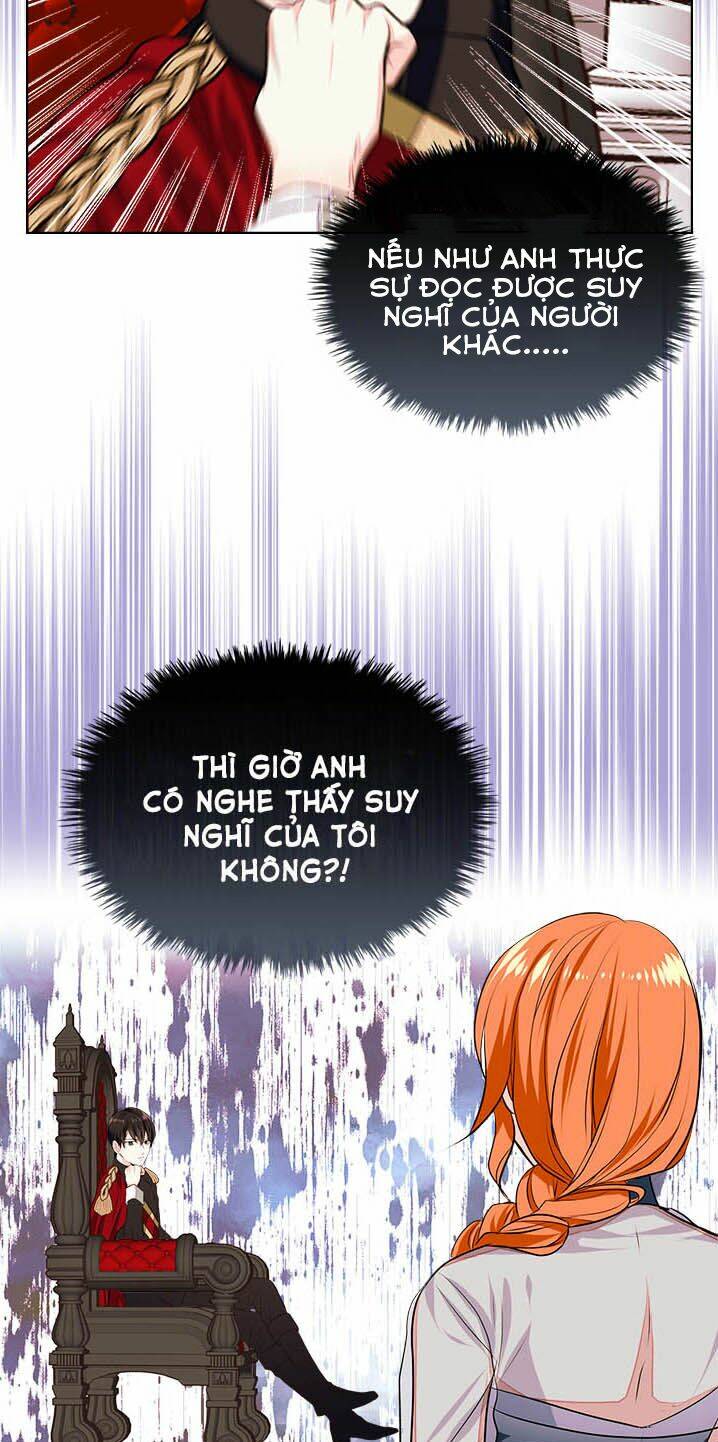 NẾU NHƯ ANH THỰC
SỰ ĐỌC ĐƯỢC SUY
NGHĨ CỦA NGƯỜI
KHÁC.....
THÌ GIỜ ANH
CÓ NGHE THẤY SUY
NGHĨ CỦA TÔI
KHÔNG?!